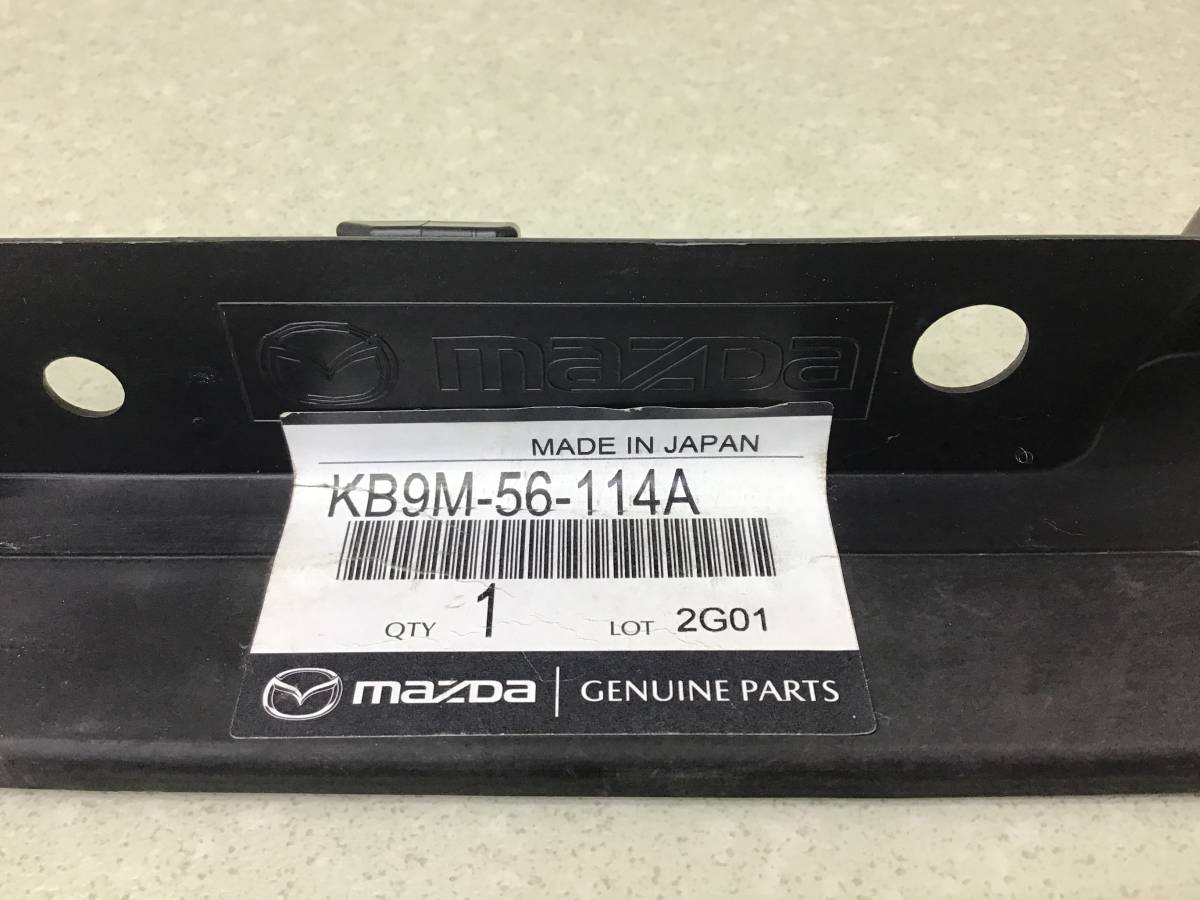 mazda
MADE IN JAPAN
KB9M-56-114A
QTY 1 LOT 2G01
mazda | GENUINE PARTS